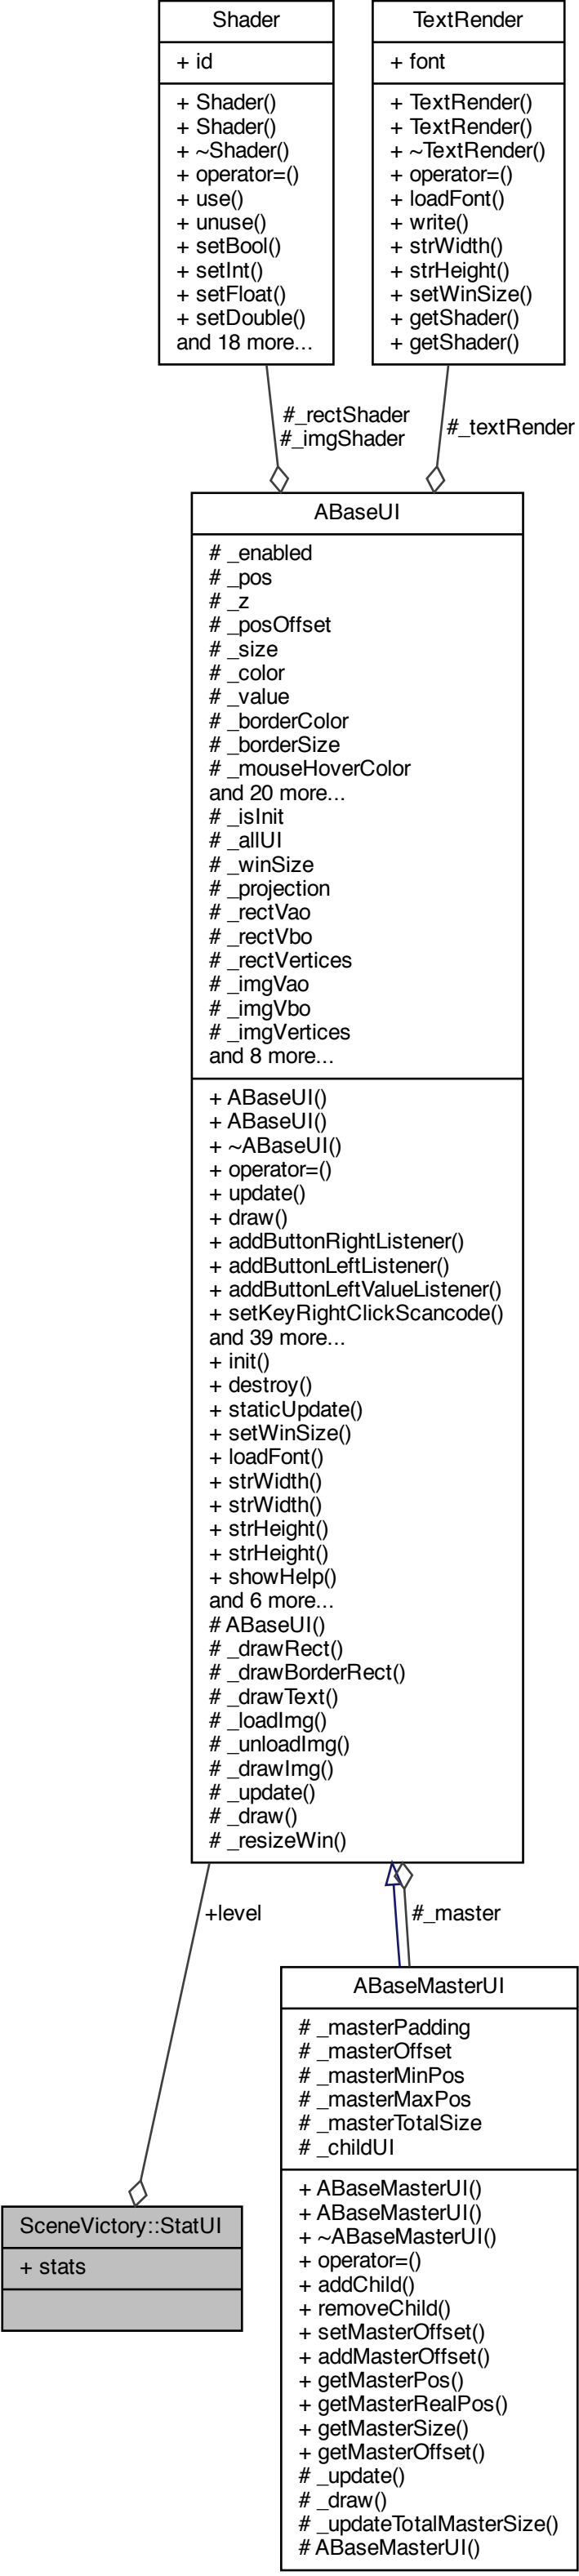 Shader
+ id
+ Shader()
+ Shader()
+ ~Shader()
+ operator=()
+ use()
+ unuse()
+ setBool()
+ setInt()
+ setFloat()
+ setDouble()
and 18 more...
TextRender
+ font
+ TextRender()
+ TextRender()
+ ~TextRender()
+ operator=()
+ loadFont()
+ write()
+ strWidth()
+ strHeight()
+ setWinSize()
+ getShader()
+ getShader()
#_rectShader
#_imgShader
#_textRender
ABaseUI
# _enabled
# _pos
# _z
# _posOffset
# _size
# _color
# _value
# _borderColor
# _borderSize
# _mouseHoverColor
and 20 more...
# _isInit
# _allUI
# _winSize
# _projection
# _rectVao
# _rectVbo
# _rectVertices
# _imgVao
# _imgVbo
# _imgVertices
and 8 more...
+ ABaseUI()
+ ABaseUI()
+ ~ABaseUI()
+ operator=()
+ update()
+ draw()
+ addButtonRightListener()
+ addButtonLeftListener()
+ addButtonLeftValueListener()
+ setKeyRightClickScancode()
and 39 more...
+ init()
+ destroy()
+ staticUpdate()
+ setWinSize()
+ loadFont()
+ strWidth()
+ strWidth()
+ strHeight()
+ strHeight()
+ showHelp()
and 6 more...
# ABaseUI()
# _drawRect()
# _drawBorderRect()
# _drawText()
# _loadImg()
# _unloadImg()
# _drawImg()
# _update()
# _draw()
# _resizeWin()
+level
#_master
SceneVictory::StatUI
+ stats
ABaseMasterUI
# _masterPadding
# _masterOffset
# _masterMinPos
# _masterMaxPos
# _masterTotalSize
# _childUI
+ ABaseMasterUI()
+ ABaseMasterUI()
+ ~ABaseMasterUI()
+ operator=()
+ addChild()
+ removeChild()
+ setMasterOffset()
+ addMasterOffset()
+ getMasterPos()
+ getMasterRealPos()
+ getMasterSize()
+ getMasterOffset()
# _update()
# _draw()
# _updateTotalMasterSize()
# ABaseMasterUI()